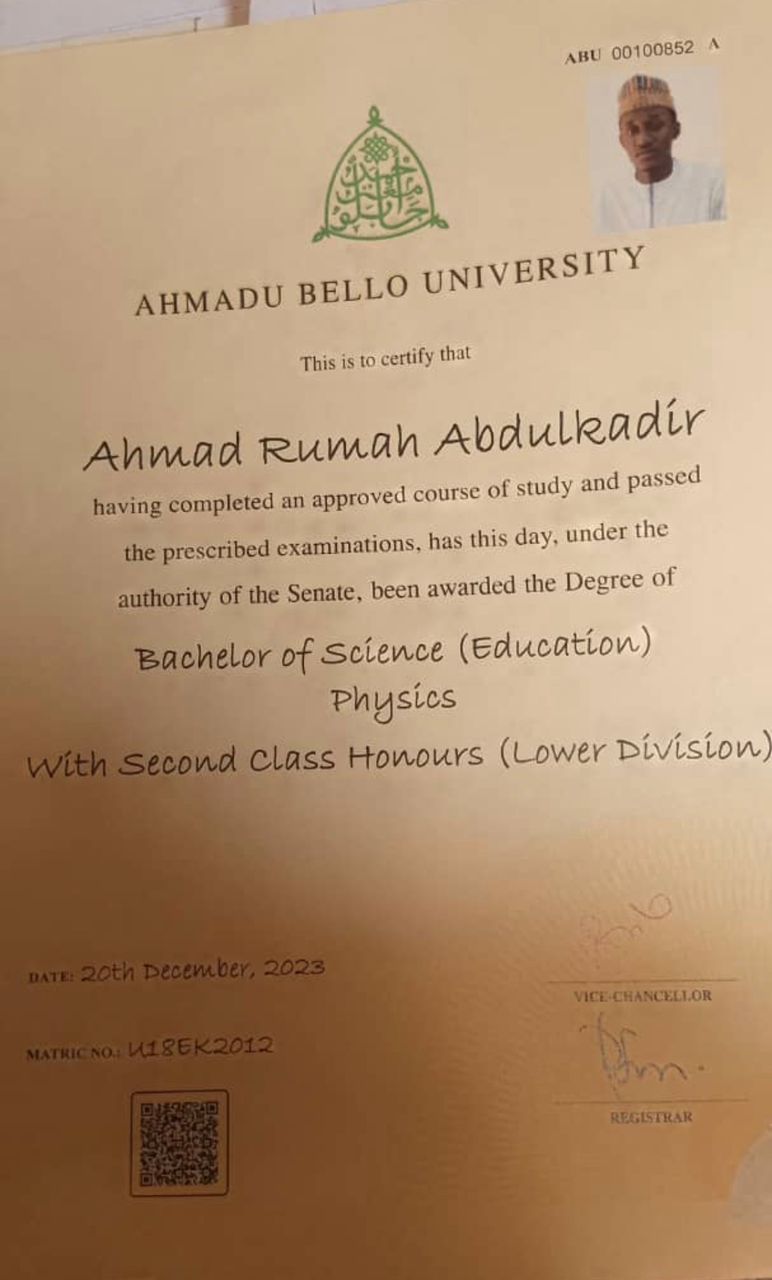 ABU 00100852 A
AHMADU BELLO UNIVERSITY
This is to certify that
Ahmad Rumah Abdulkadir
having completed an approved course of study and passed
the prescribed examinations, has this day, under the
authority of the Senate, been awarded the Degree of
Bachelor of Science (Education)
Physics
With Second Class Honours (Lower Division)
DATE: 20th December, 2023
VICE-CHANCELLOR
MATRIC NO.: U18EK2012
REGISTRAR